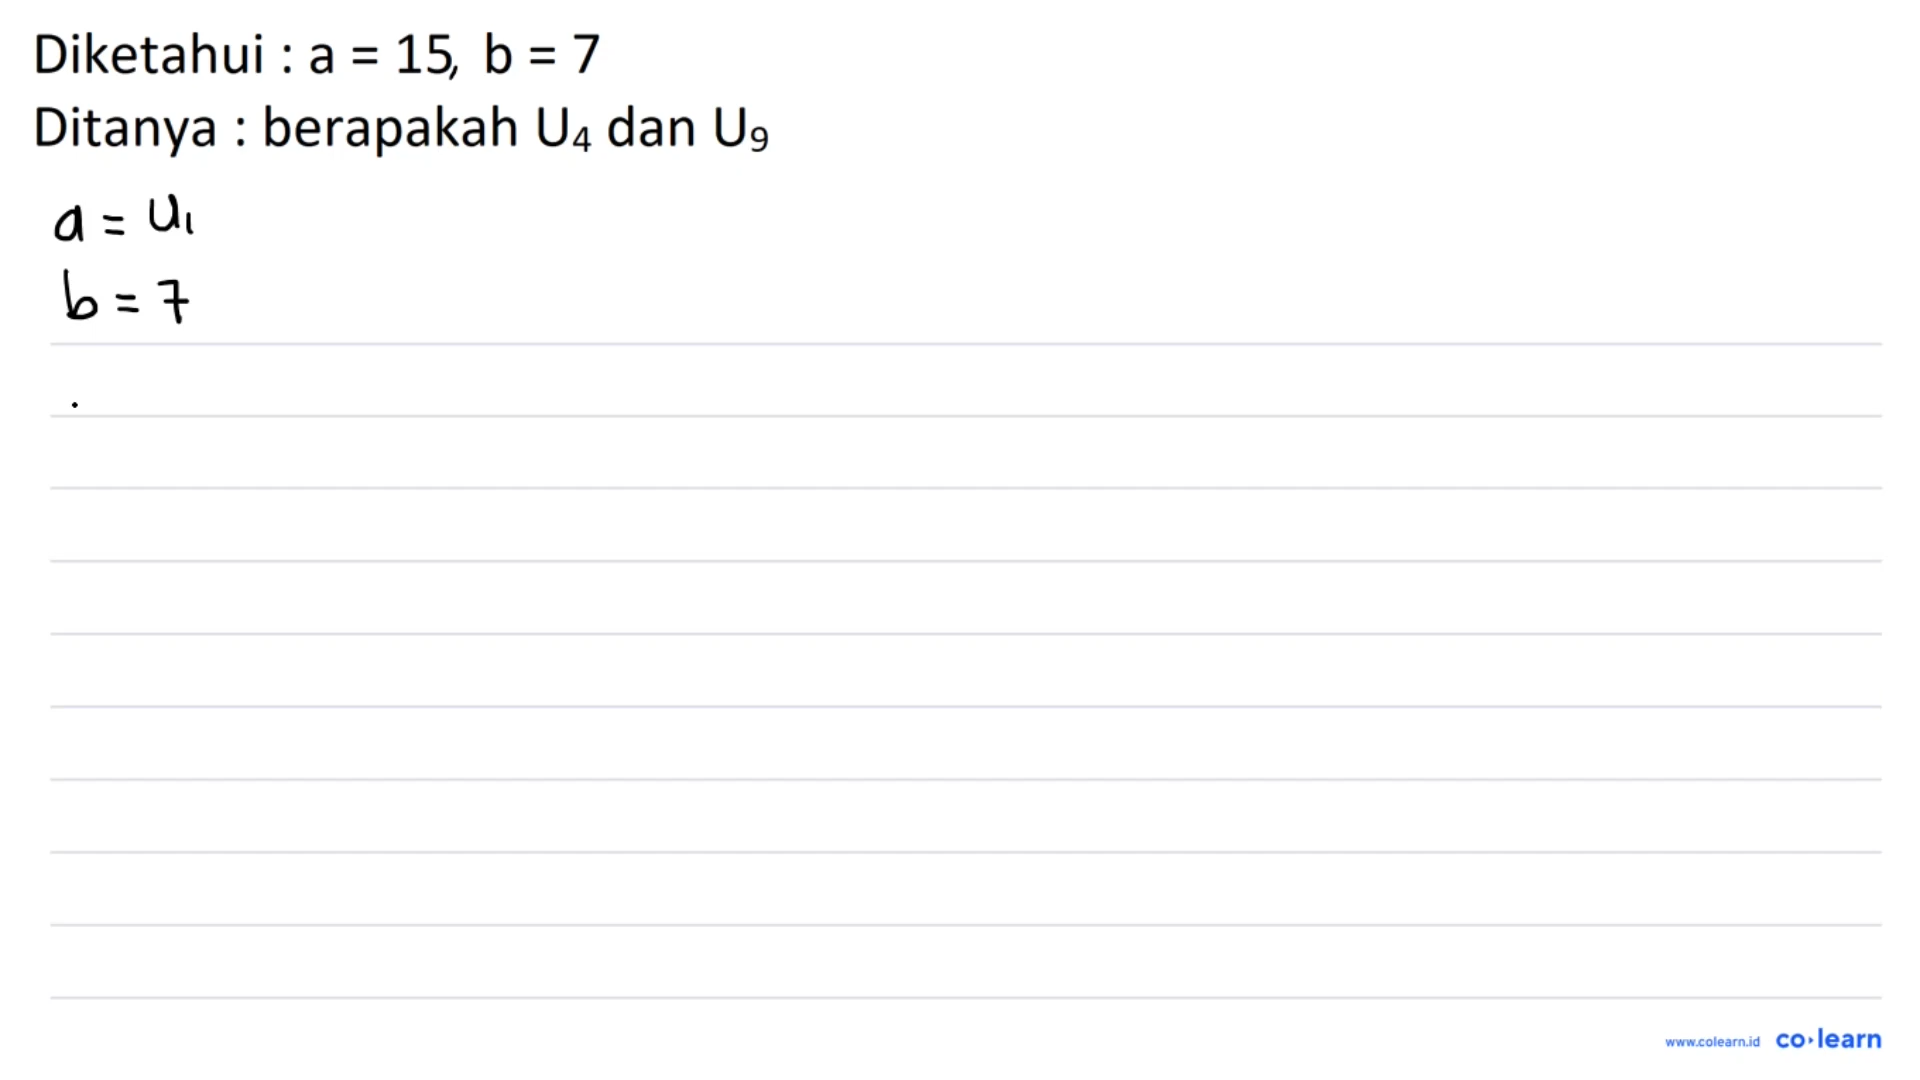 Diketahui : a = 15, b = 7
Ditanya : berapakah U₄ dan U₉
a = U₁
b = 7
www.colearn.id co·learn